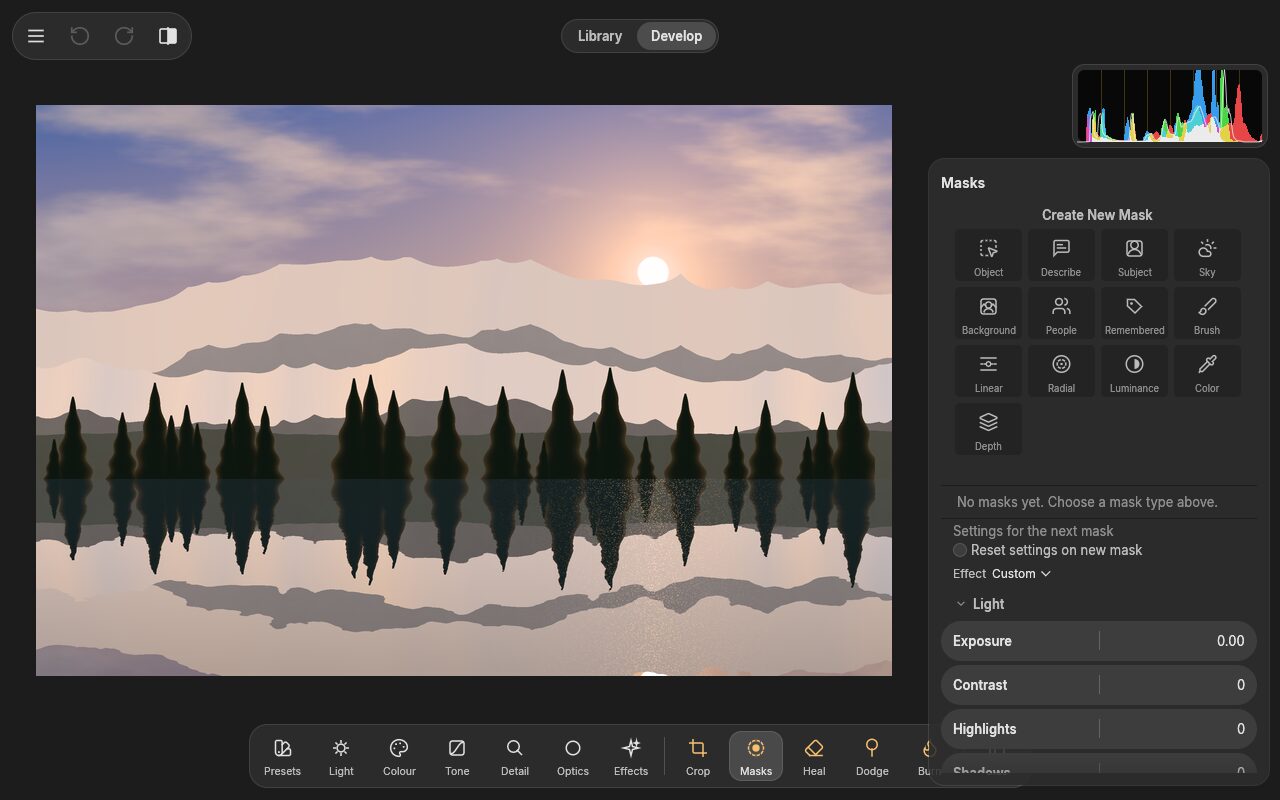 Library Develop
Masks
Create New Mask
Object Describe Subject Sky
Background People Remembered Brush
Linear Radial Luminance Color
Depth
No masks yet. Choose a mask type above.
Settings for the next mask
Reset settings on new mask
Effect Custom
Light
Exposure 0.00
Contrast 0
Highlights 0
Shadows 0
Presets Light Colour Tone Detail Optics Effects Crop Masks Heal Dodge